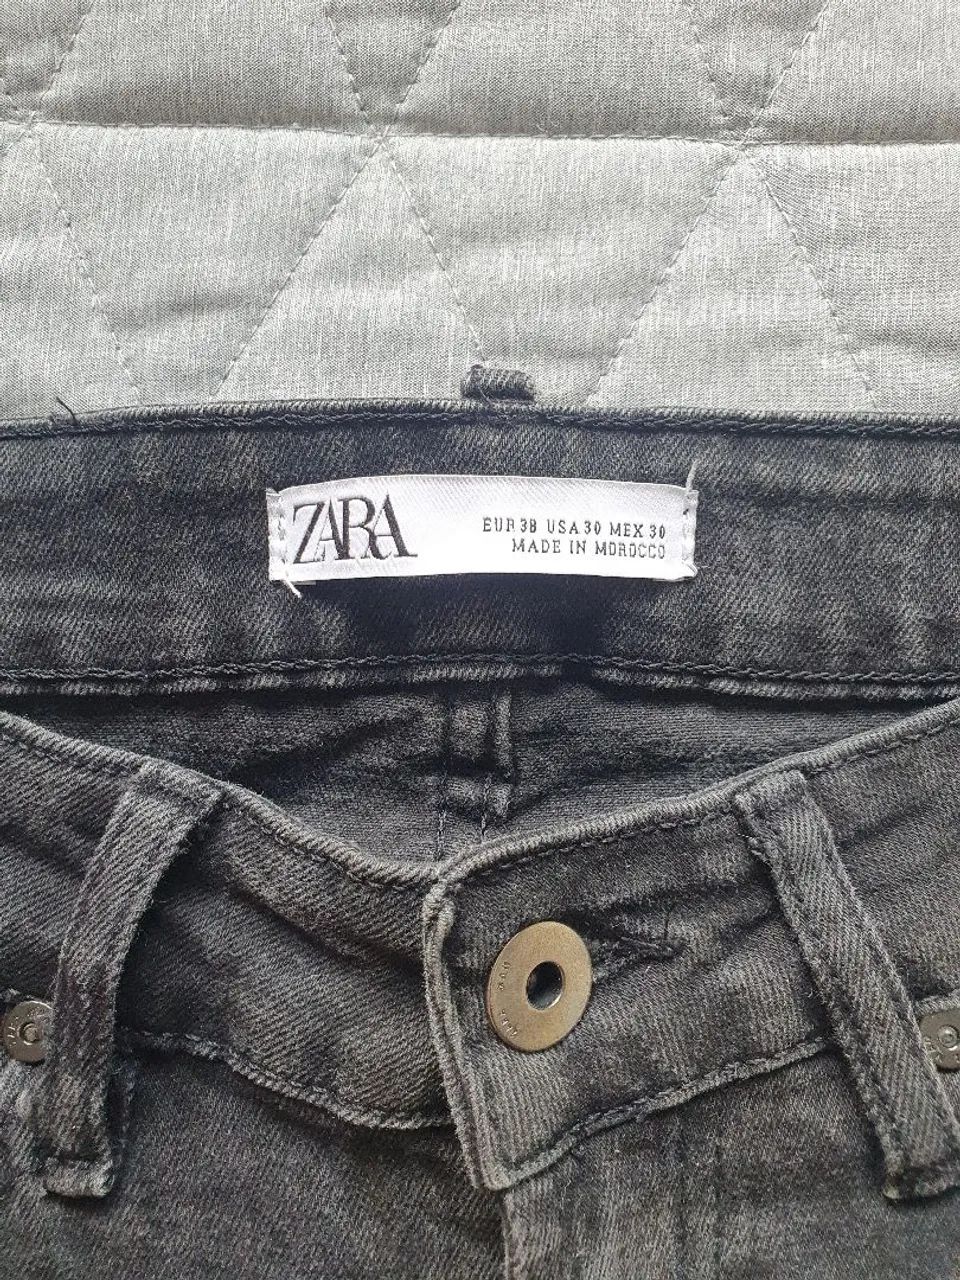 ZARA
EUR 38 USA 30 MEX 30
MADE IN MOROCCO